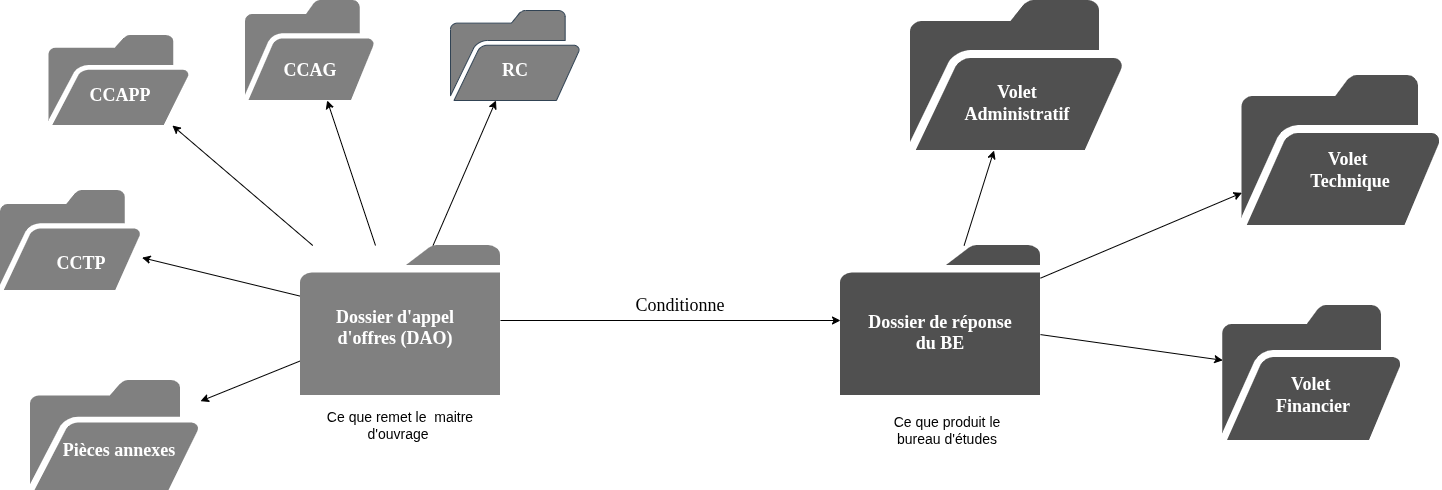 CCAPP
CCAG
RC
Volet
Administratif
Volet
Technique
CCTP
Conditionne
Dossier d'appel
d'offres (DAO)
Dossier de réponse
du BE
Volet
Financier
Pièces annexes
Ce que remet le  maitre
d'ouvrage
Ce que produit le
bureau d'études